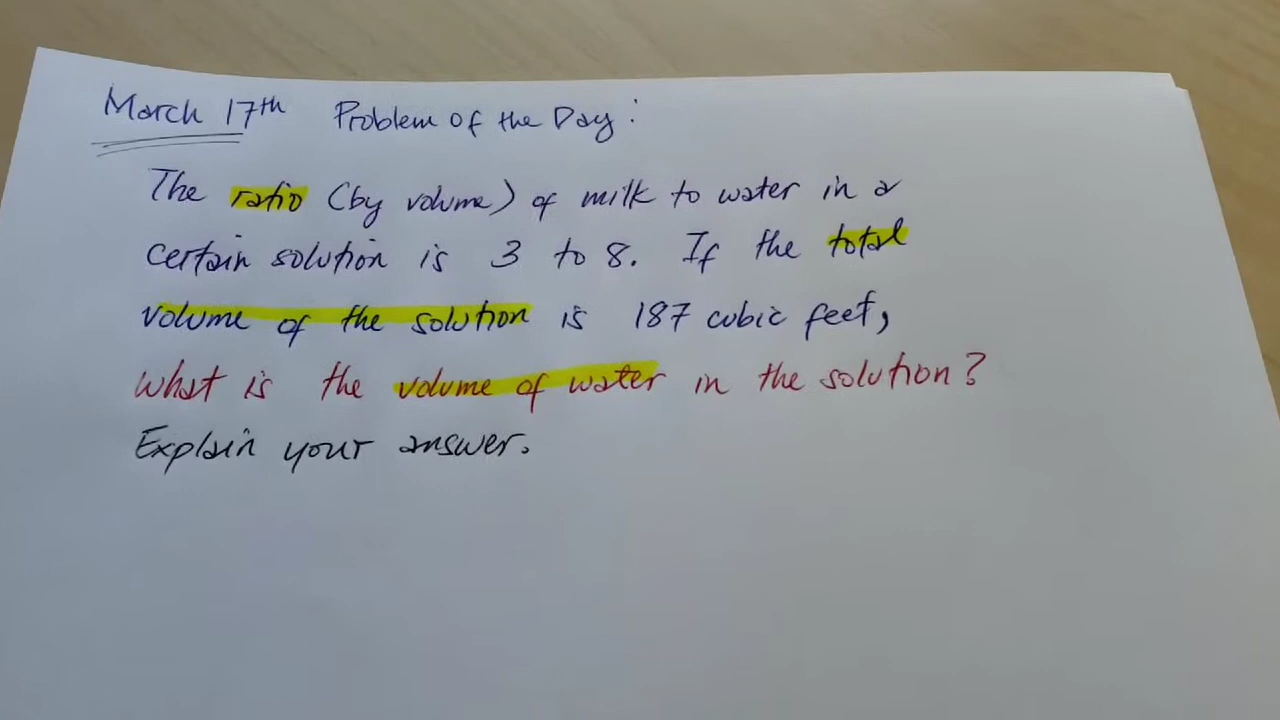 March 17th Problem of the Day:
The ratio (by volume) of milk to water in a
certain solution is 3 to 8. If the total
volume of the solution is 187 cubic feet,
what is the volume of water in the solution?
Explain your answer.